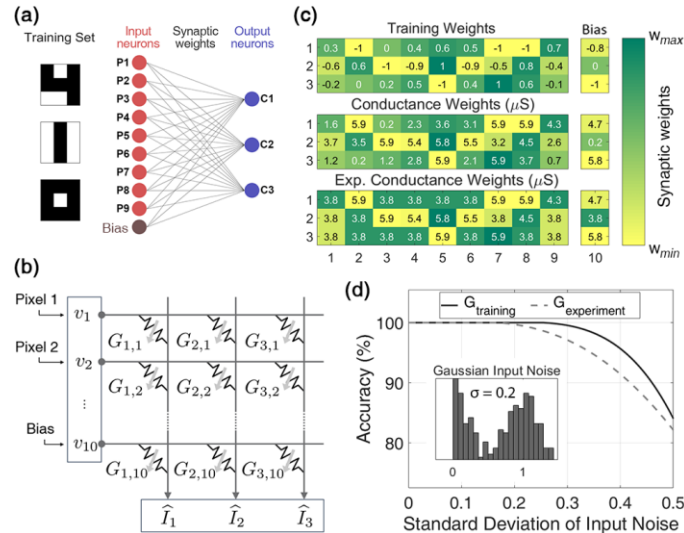 (a)
Training Set
Input neurons
Synaptic weights
Output neurons
P1
P2
P3
P4
P5
P6
P7
P8
P9
Bias
C1
C2
C3
(b)
Pixel 1
Pixel 2
...
Bias
v1
v2
⋮
v10
G1,1 G2,1 G3,1
G1,2 G2,2 G3,2
G1,10 G2,10 G3,10
Î1 Î2 Î3
(c)
Training Weights
Bias
1 0.3 -1 0 0.4 0.6 0.5 -1 -1 0.7 -0.8
2 -0.6 0.6 -1 -0.9 1 -0.9 -0.5 0.8 -0.4 0
3 -0.2 0.2 0.5 0.5 -1 0.4 1 0.6 0.4 -1
Conductance Weights (μS)
1 1.6 5.9 0.2 2.3 3.6 3.1 5.9 5.9 4.3 4.7
2 3.7 3.5 5.9 5.4 5.8 5.5 3.2 4.5 2.6 0.2
3 1.2 0.2 1.2 2.8 5.9 2.1 5.9 3.7 0.7 5.8
Exp. Conductance Weights (μS)
1 3.8 5.9 3.8 3.8 3.8 3.8 5.9 5.9 4.3 4.7
2 3.8 3.8 5.9 5.4 5.8 5.5 3.8 4.5 3.8 3.8
3 3.8 3.8 3.8 3.8 5.9 3.8 5.9 3.8 3.8 5.8
1 2 3 4 5 6 7 8 9 10
wmax
Synaptic weights
wmin
(d)
Gtraining Gexperiment
Accuracy (%)
100
90
80
Gaussian Input Noise
σ = 0.2
0 1
0 0.1 0.2 0.3 0.4 0.5
Standard Deviation of Input Noise